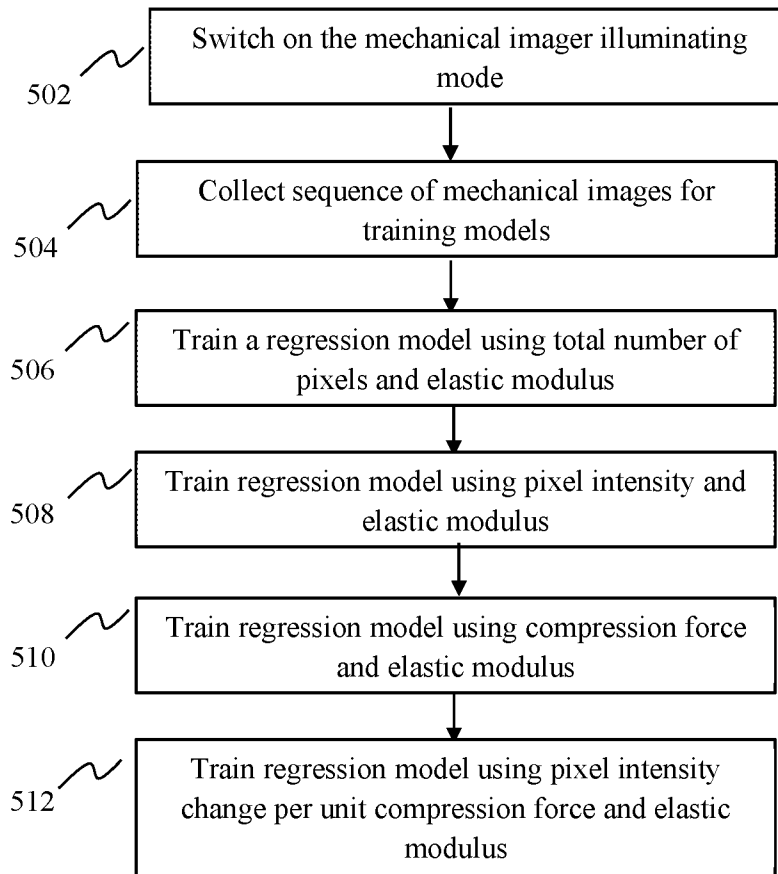 Switch on the mechanical imager illuminating
mode
502
Collect sequence of mechanical images for
training models
504
Train a regression model using total number of
pixels and elastic modulus
506
Train regression model using pixel intensity and
elastic modulus
508
Train regression model using compression force
and elastic modulus
510
Train regression model using pixel intensity
change per unit compression force and elastic
modulus
512